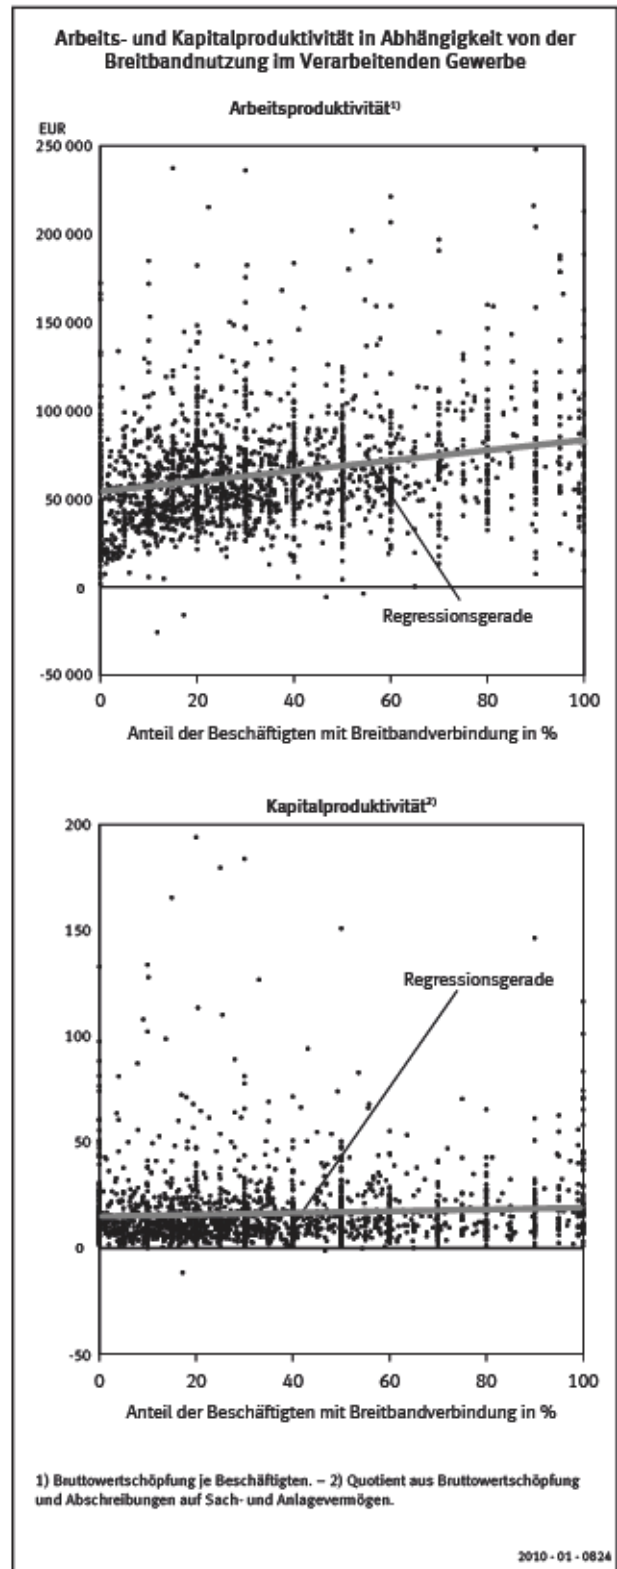 Arbeits- und Kapitalproduktivität in Abhängigkeit von der
Breitbandnutzung im Verarbeitenden Gewerbe
Arbeitsproduktivität¹⁾
EUR
250 000
200 000
150 000
100 000
50 000
0
-50 000
Regressionsgerade
0 20 40 60 80 100
Anteil der Beschäftigten mit Breitbandverbindung in %
Kapitalproduktivität²⁾
200
150
100
50
0
-50
Regressionsgerade
0 20 40 60 80 100
Anteil der Beschäftigten mit Breitbandverbindung in %
1) Bruttowertschöpfung je Beschäftigten. – 2) Quotient aus Bruttowertschöpfung
und Abschreibungen auf Sach- und Anlagevermögen.
2010 - 01 - 0824